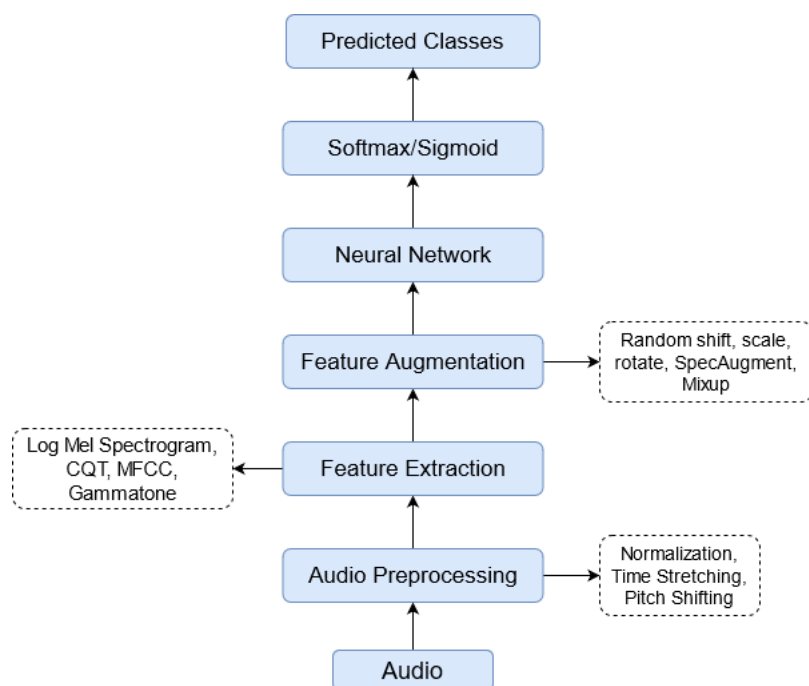 Predicted Classes
Softmax/Sigmoid
Neural Network
Feature Augmentation
Random shift, scale,
rotate, SpecAugment,
Mixup
Log Mel Spectrogram,
CQT, MFCC,
Gammatone
Feature Extraction
Audio Preprocessing
Normalization,
Time Stretching,
Pitch Shifting
Audio